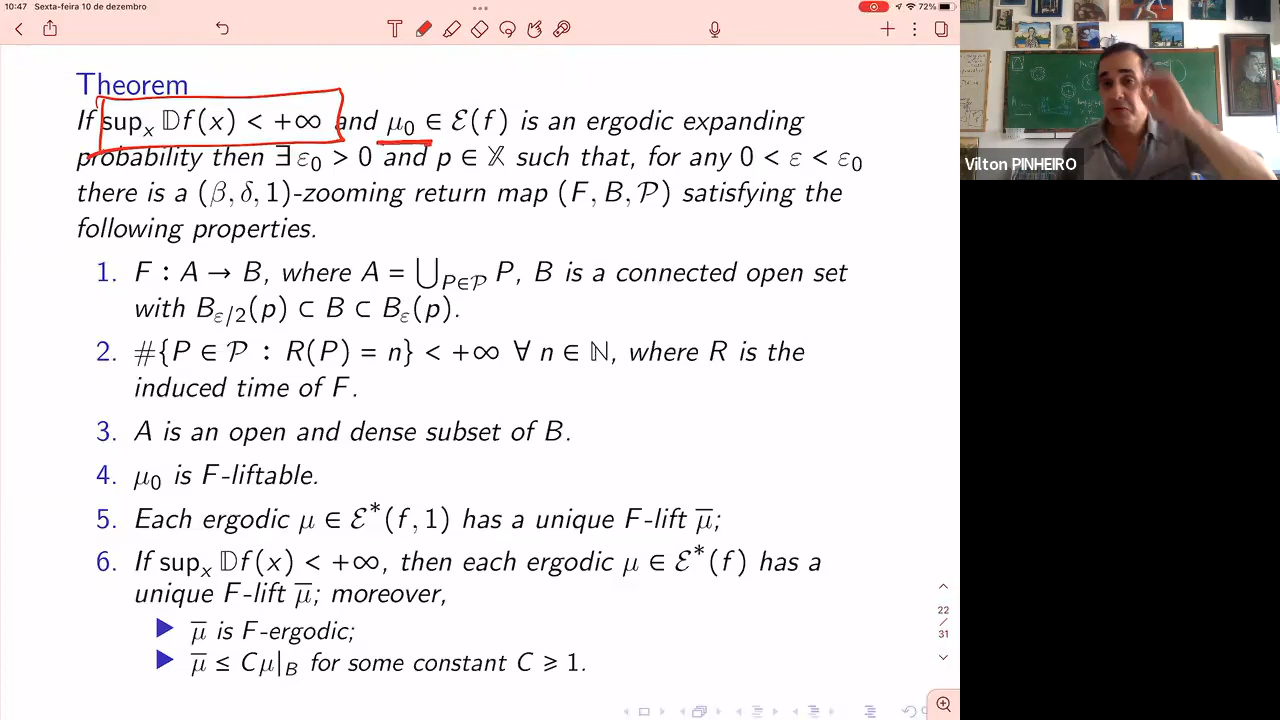 10:47 Sexta-feira 10 de dezembro
72%
Theorem
If sup_x 𝔻f(x) < +∞ and μ₀ ∈ ℰ(f) is an ergodic expanding
probability then ∃ ε₀ > 0 and p ∈ 𝕏 such that, for any 0 < ε < ε₀
there is a (β, δ, 1)-zooming return map (F, B, 𝒫) satisfying the
following properties.
1. F : A → B, where A = ⋃_{P∈𝒫} P, B is a connected open set
with B_{ε/2}(p) ⊂ B ⊂ B_ε(p).
2. #{P ∈ 𝒫 : R(P) = n} < +∞ ∀ n ∈ ℕ, where R is the
induced time of F.
3. A is an open and dense subset of B.
4. μ₀ is F-liftable.
5. Each ergodic μ ∈ ℰ*(f, 1) has a unique F-lift μ̅;
6. If sup_x 𝔻f(x) < +∞, then each ergodic μ ∈ ℰ*(f) has a
unique F-lift μ̅; moreover,
▶ μ̅ is F-ergodic;
▶ μ̅ ≤ Cμ|_B for some constant C ⩾ 1.
22
/
31
Vilton PINHEIRO